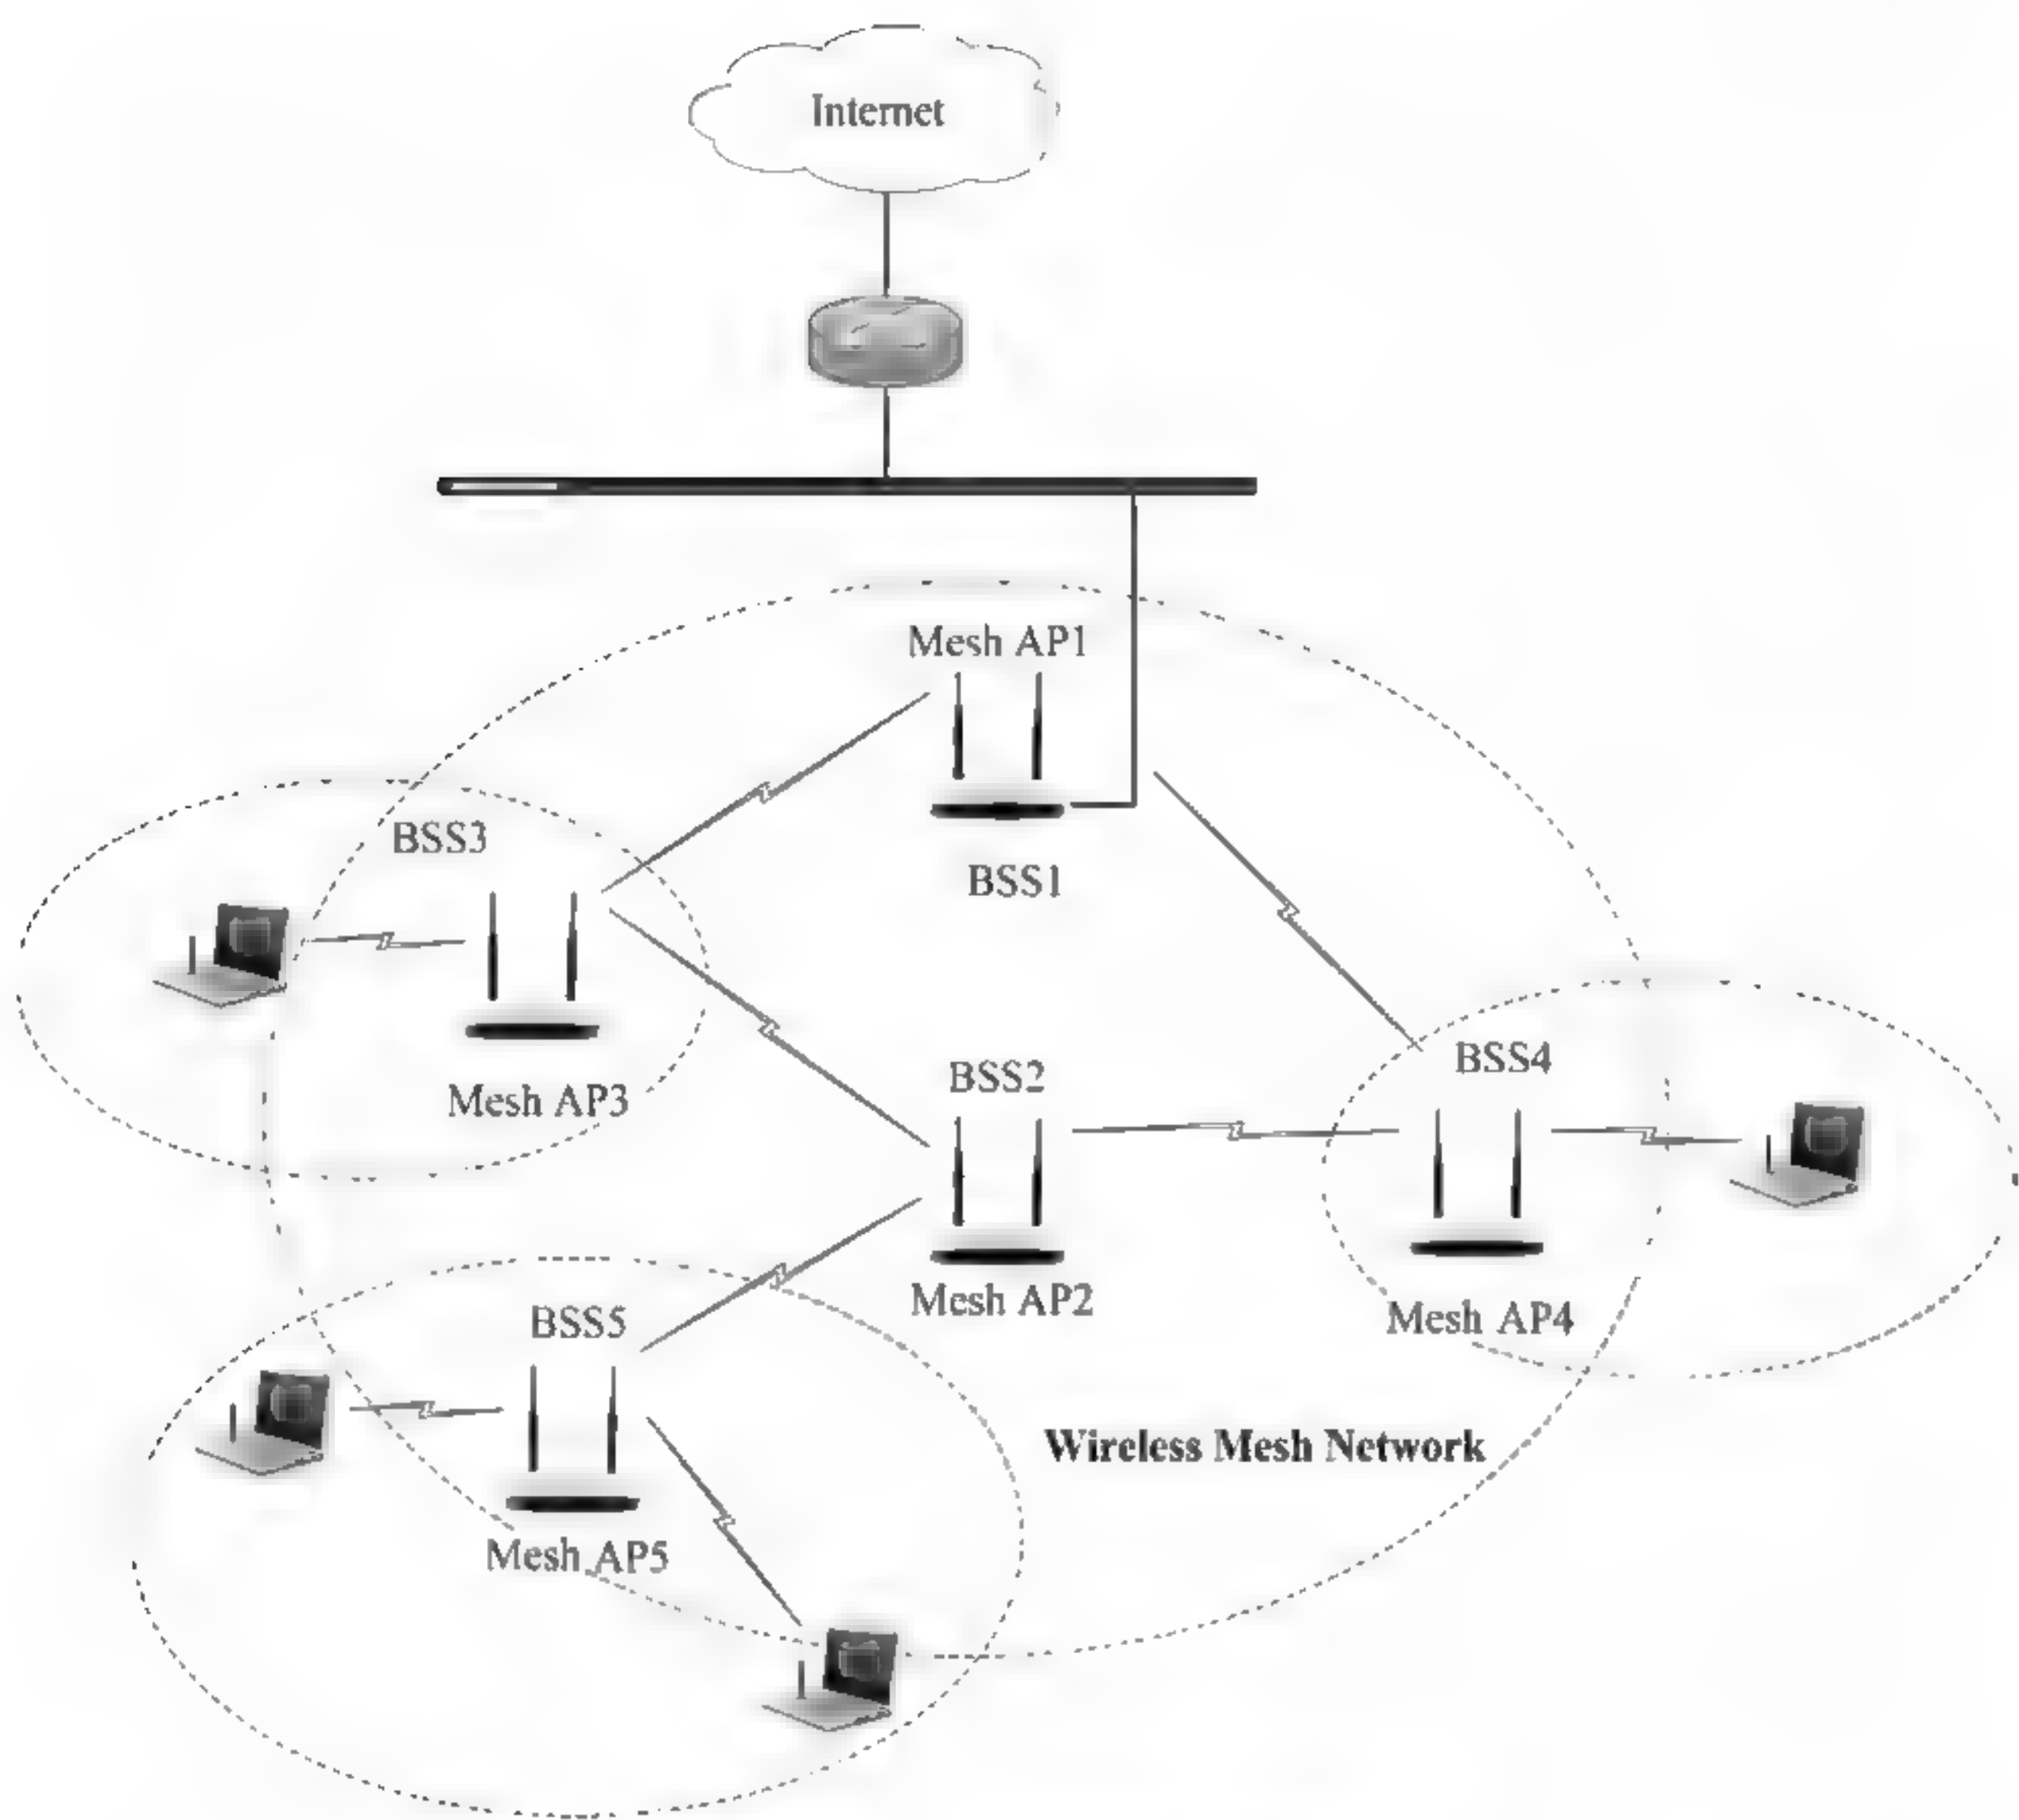 Internet
Mesh AP1
BSS3
BSS1
BSS2
BSS4
Mesh AP3
Mesh AP2
Mesh AP4
BSS5
Wireless Mesh Network
Mesh AP5